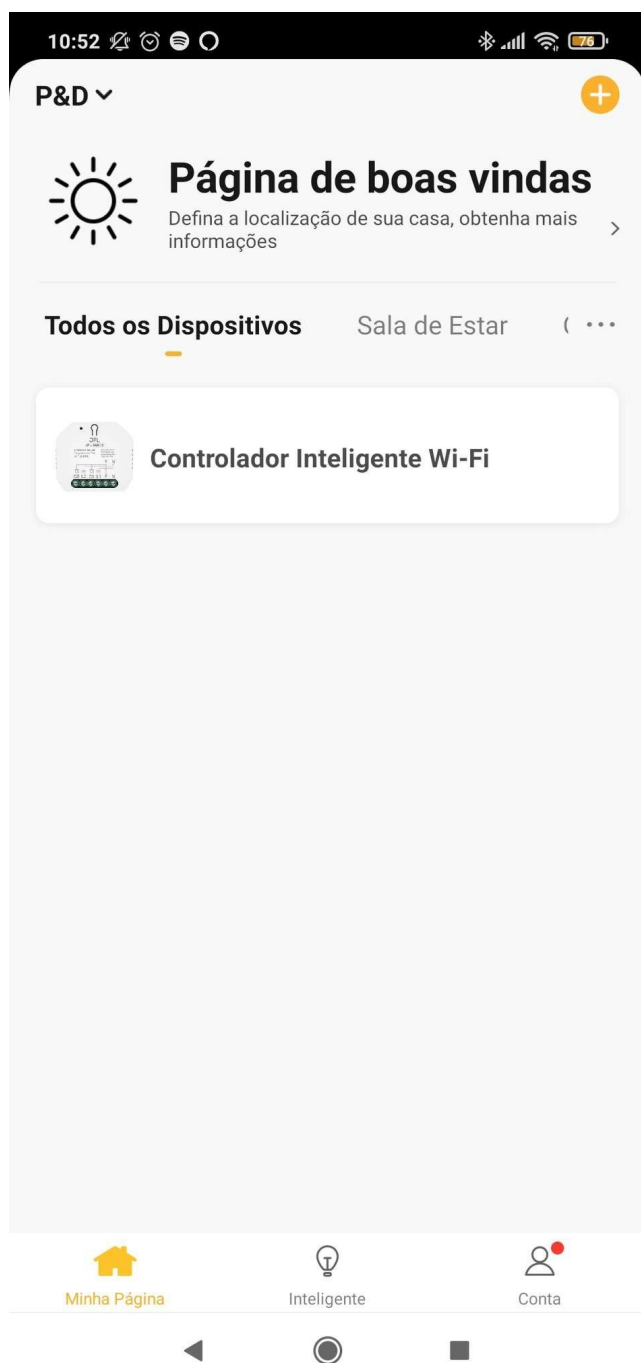 10:52
76
P&D
Página de boas vindas
Defina a localização de sua casa, obtenha mais
informações
Todos os Dispositivos Sala de Estar
Controlador Inteligente Wi-Fi
Minha Página Inteligente Conta